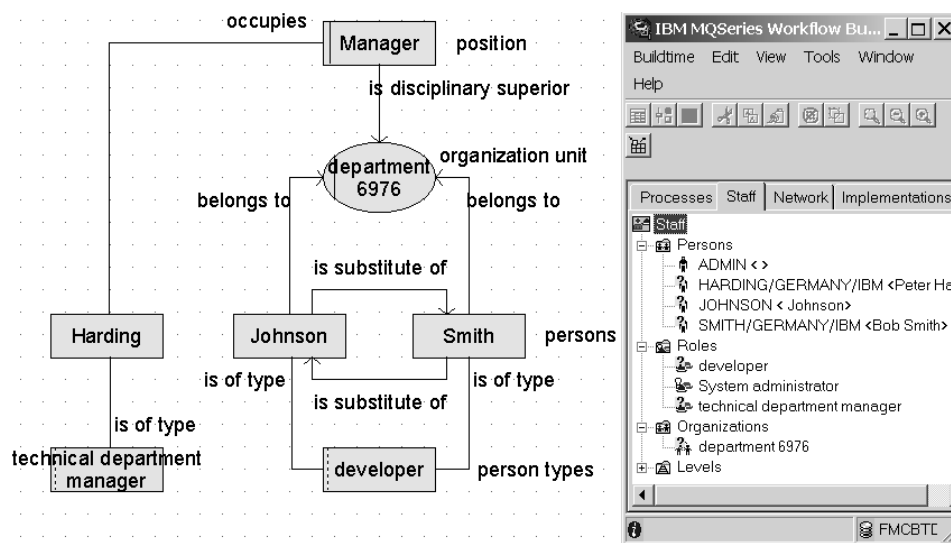 occupies
Manager
position
is disciplinary superior
department
6976
organization unit
belongs to
belongs to
is substitute of
Harding
Johnson
Smith
persons
is of type
is of type
is substitute of
is of type
technical department
manager
developer
person types
IBM MQSeries Workflow Bu...
Buildtime Edit View Tools Window
Help
Processes Staff Network Implementations
Staff
Persons
ADMIN < >
HARDING/GERMANY/IBM <Peter Ha
JOHNSON < Johnson>
SMITH/GERMANY/IBM <Bob Smith>
Roles
developer
System administrator
technical department manager
Organizations
department 6976
Levels
FMCBTD